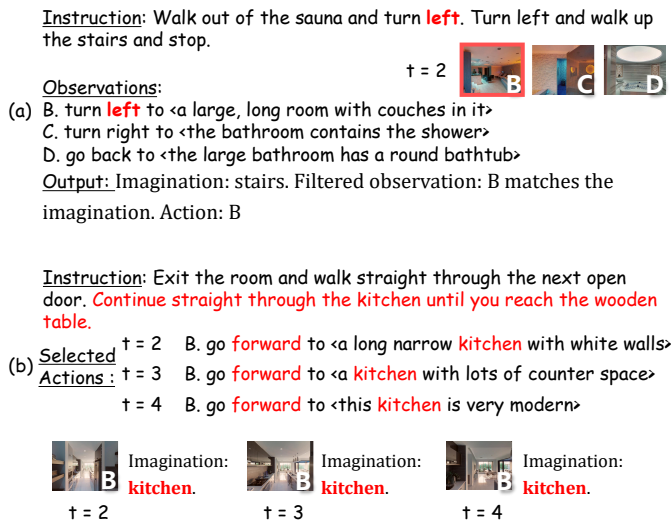 Instruction: Walk out of the sauna and turn left. Turn left and walk up
the stairs and stop.
t = 2
B
C
D
Observations:
(a) B. turn left to <a large, long room with couches in it>
C. turn right to <the bathroom contains the shower>
D. go back to <the large bathroom has a round bathtub>
Output: Imagination: stairs. Filtered observation: B matches the
imagination. Action: B
Instruction: Exit the room and walk straight through the next open
door. Continue straight through the kitchen until you reach the wooden
table.
(b) Selected
Actions :
t = 2 B. go forward to <a long narrow kitchen with white walls>
t = 3 B. go forward to <a kitchen with lots of counter space>
t = 4 B. go forward to <this kitchen is very modern>
B
Imagination:
kitchen.
t = 2
B
Imagination:
kitchen.
t = 3
B
Imagination:
kitchen.
t = 4